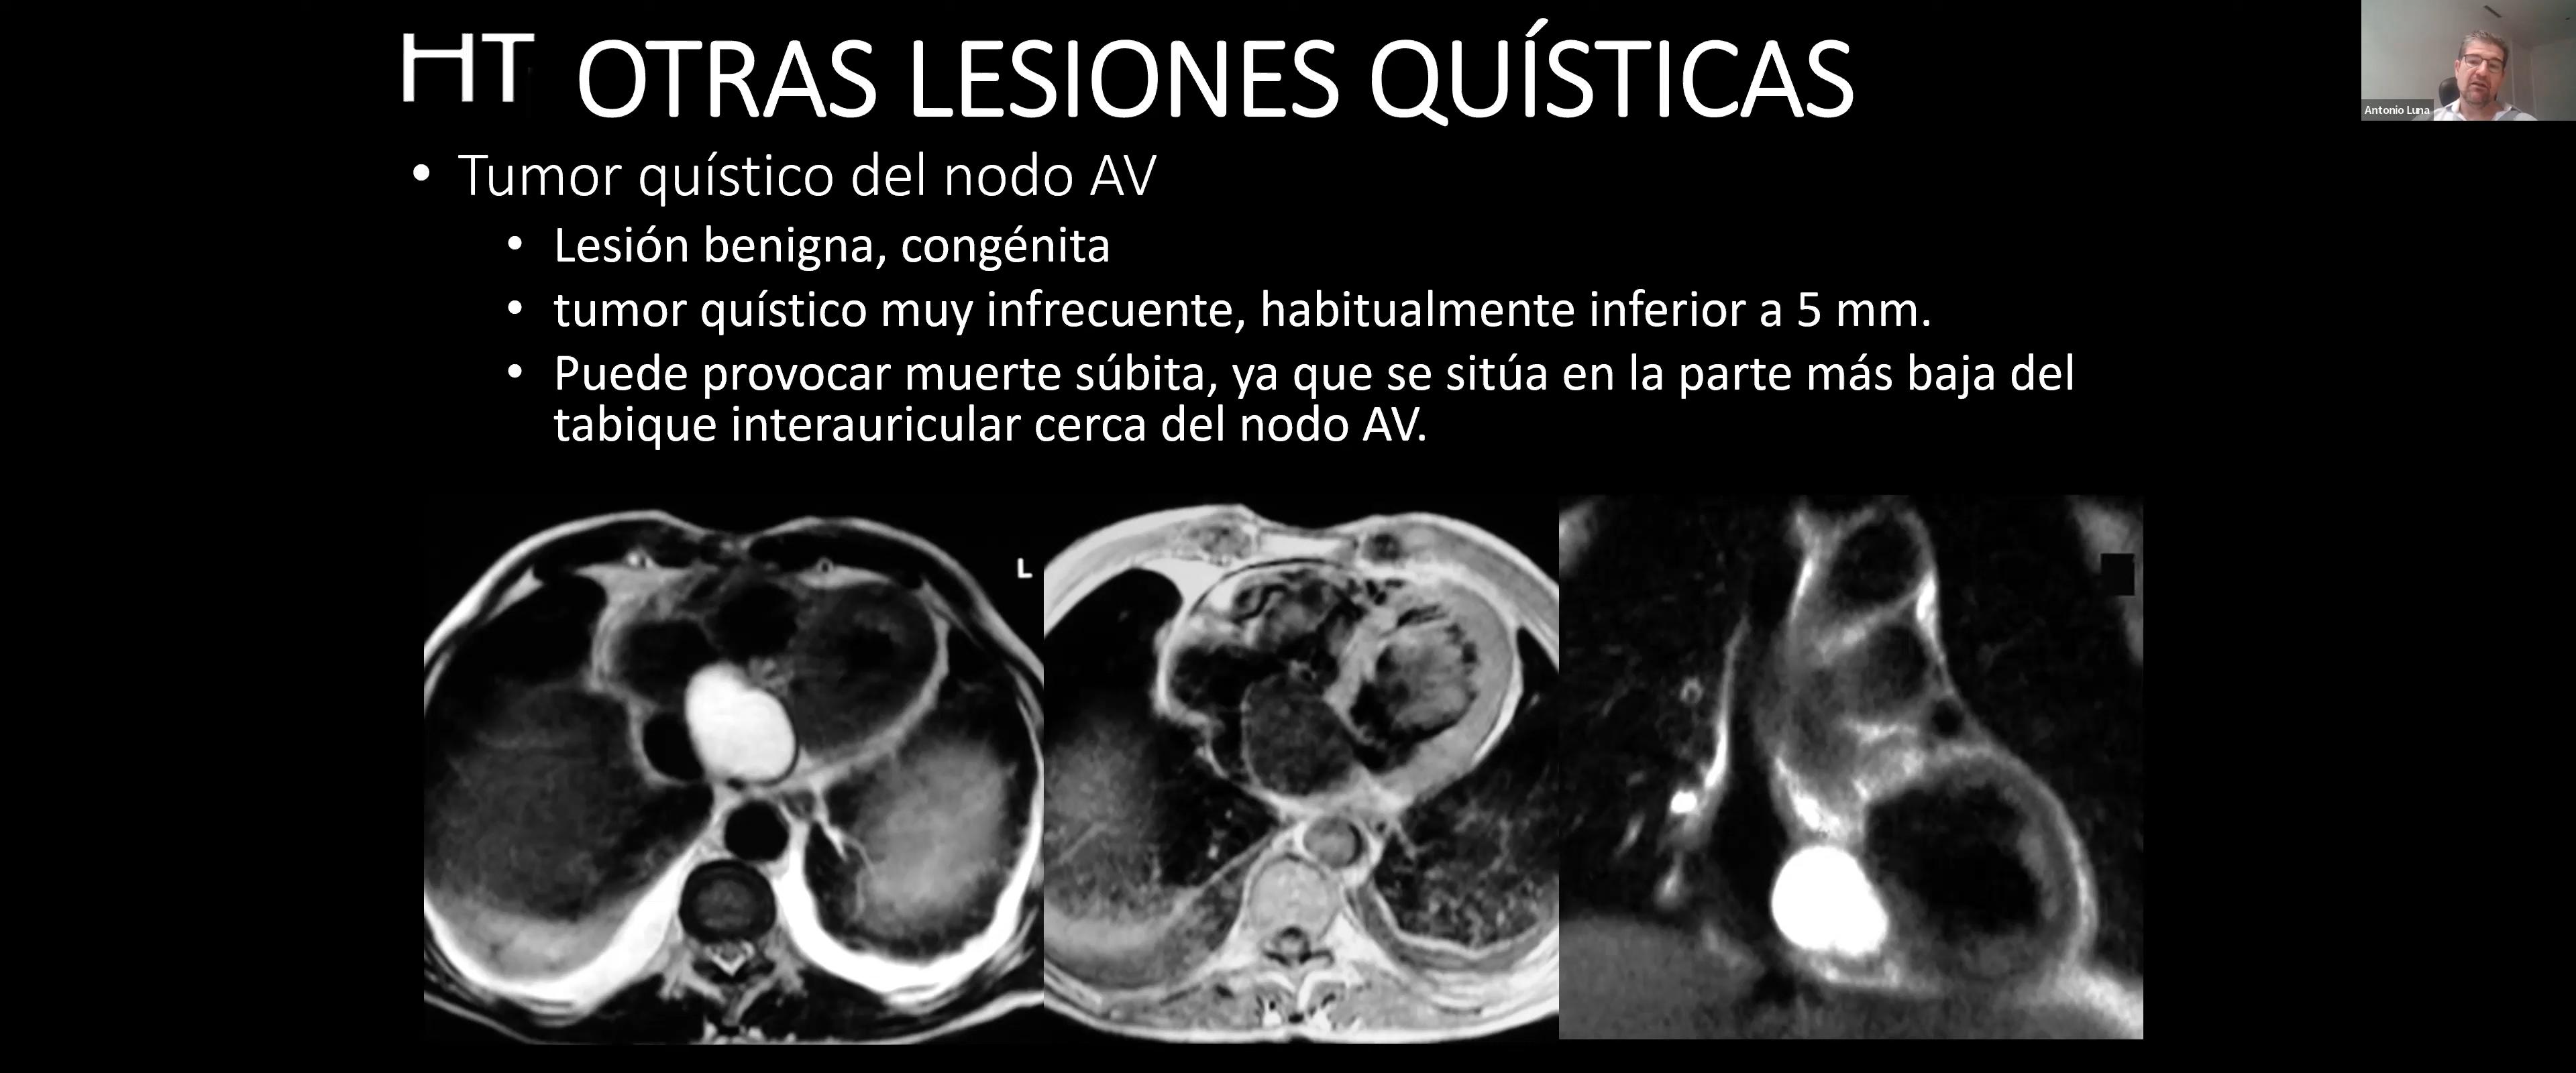 HT OTRAS LESIONES QUÍSTICAS
Antonio Luna
• Tumor quístico del nodo AV
• Lesión benigna, congénita
• tumor quístico muy infrecuente, habitualmente inferior a 5 mm.
• Puede provocar muerte súbita, ya que se sitúa en la parte más baja del
tabique interauricular cerca del nodo AV.
L